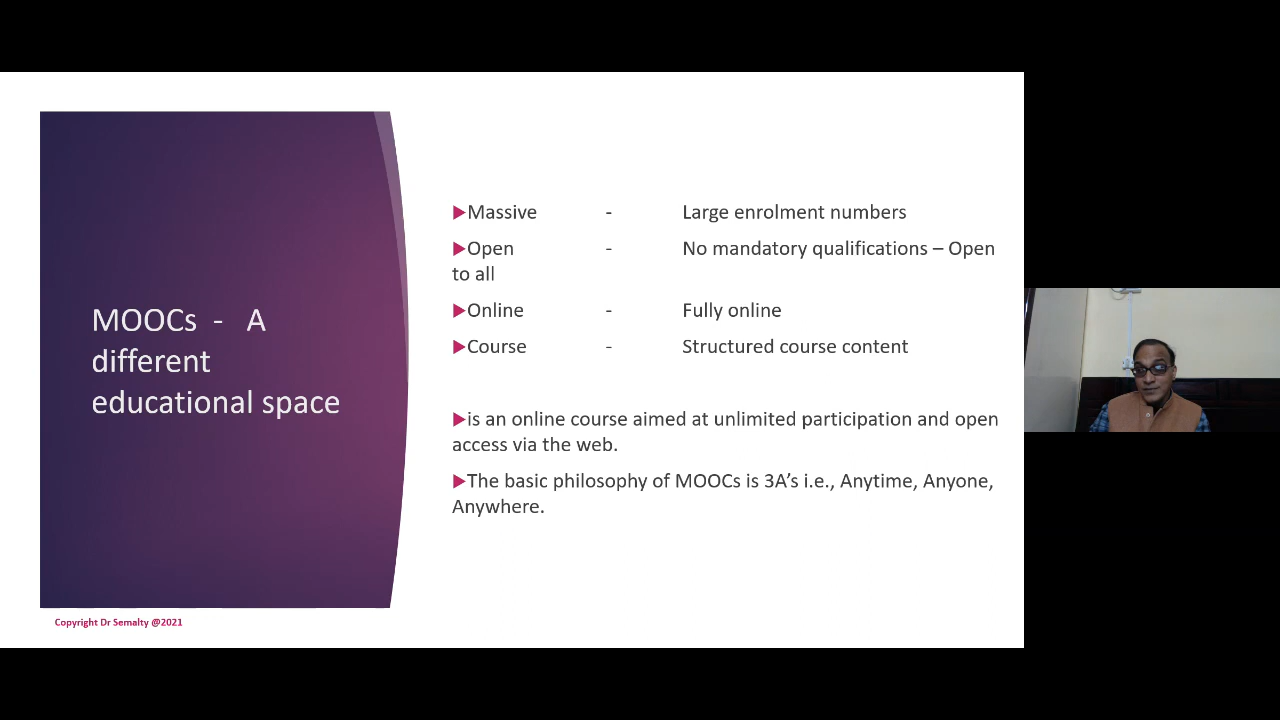 MOOCs - A
different
educational space
▶Massive - Large enrolment numbers
▶Open - No mandatory qualifications – Open
to all
▶Online - Fully online
▶Course - Structured course content
▶is an online course aimed at unlimited participation and open
access via the web.
▶The basic philosophy of MOOCs is 3A’s i.e., Anytime, Anyone,
Anywhere.
Copyright Dr Semalty @2021